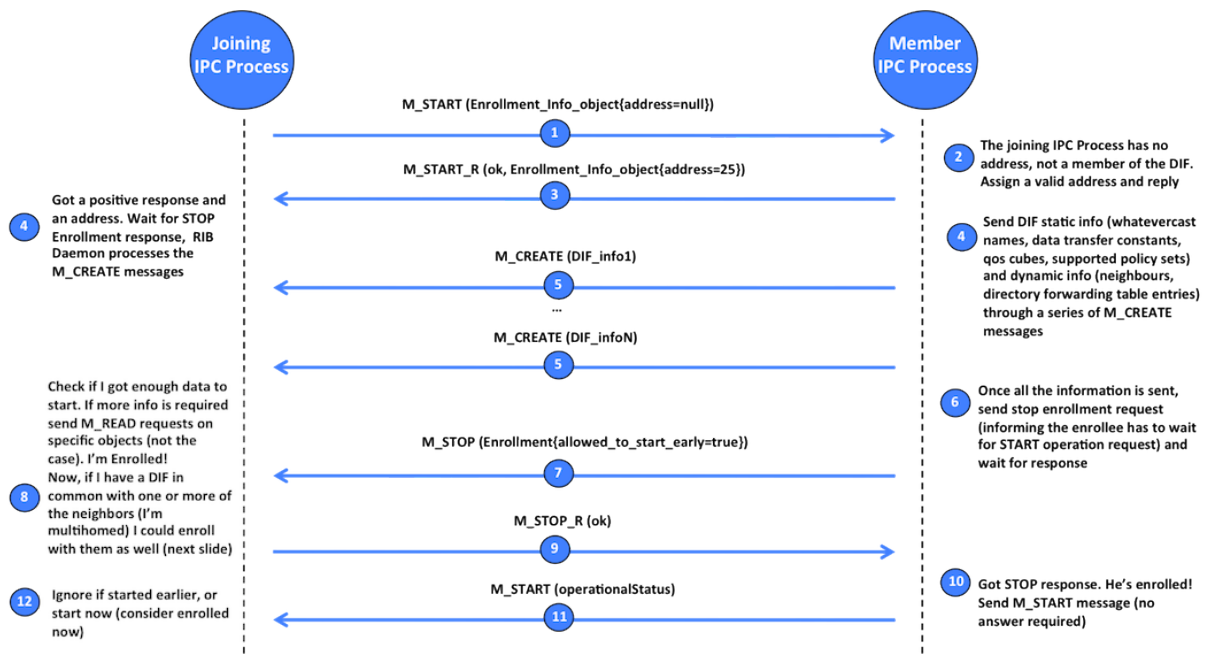 Joining
IPC Process
Member
IPC Process
M_START (Enrollment_Info_object{address=null})
1
2
The joining IPC Process has no
address, not a member of the DIF.
Assign a valid address and reply
M_START_R (ok, Enrollment_Info_object{address=25})
3
4
Got a positive response and
an address. Wait for STOP
Enrollment response,  RIB
Daemon processes the
M_CREATE messages
4
Send DIF static info (whatevercast
names, data transfer constants,
qos cubes, supported policy sets)
and dynamic info (neighbours,
directory forwarding table entries)
through a series of M_CREATE
messages
M_CREATE (DIF_info1)
5
...
M_CREATE (DIF_infoN)
5
6
Once all the information is sent,
send stop enrollment request
(informing the enrollee has to wait
for START operation request) and
wait for response
M_STOP (Enrollment{allowed_to_start_early=true})
7
8
Check if I got enough data to
start. If more info is required
send M_READ requests on
specific objects (not the
case). I'm Enrolled!
Now, if I have a DIF in
common with one or more of
the neighbors (I'm
multihomed) I could enroll
with them as well (next slide)
M_STOP_R (ok)
9
10
Got STOP response. He's enrolled!
Send M_START message (no
answer required)
M_START (operationalStatus)
11
12
Ignore if started earlier, or
start now (consider enrolled
now)